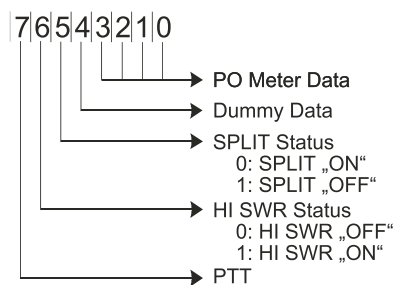 7|6|5|4|3|2|1|0
PO Meter Data
Dummy Data
SPLIT Status
0: SPLIT „ON“
1: SPLIT „OFF“
HI SWR Status
0: HI SWR „OFF“
1: HI SWR „ON“
PTT